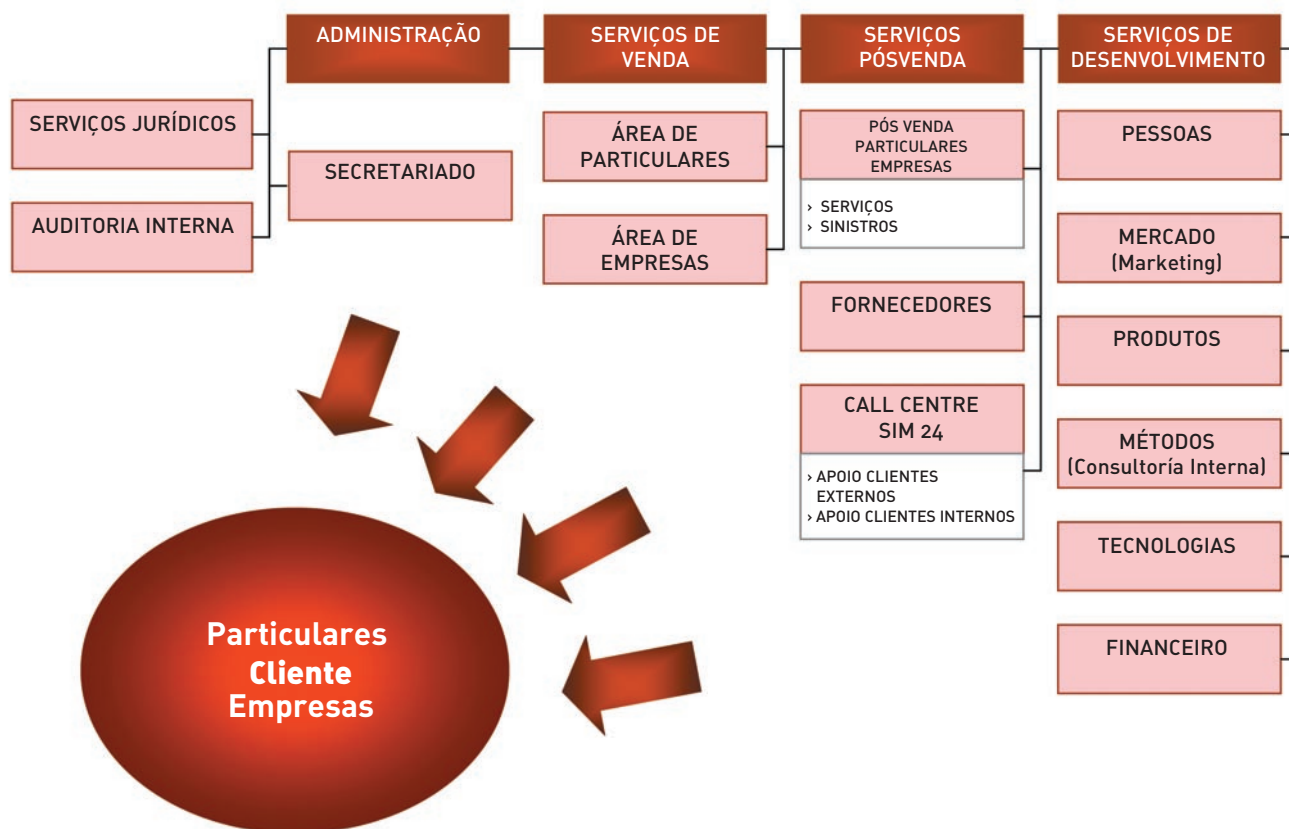 ADMINISTRAÇÃO
SERVIÇOS DE
VENDA
SERVIÇOS
PÓSVENDA
SERVIÇOS DE
DESENVOLVIMENTO
SERVIÇOS JURÍDICOS
AUDITORIA INTERNA
SECRETARIADO
ÁREA DE
PARTICULARES
ÁREA DE
EMPRESAS
PÓS VENDA
PARTICULARES
EMPRESAS
› SERVIÇOS
› SINISTROS
FORNECEDORES
CALL CENTRE
SIM 24
› APOIO CLIENTES
EXTERNOS
› APOIO CLIENTES INTERNOS
PESSOAS
MERCADO
(Marketing)
PRODUTOS
MÉTODOS
(Consultoría Interna)
TECNOLOGIAS
FINANCEIRO
Particulares
Cliente
Empresas